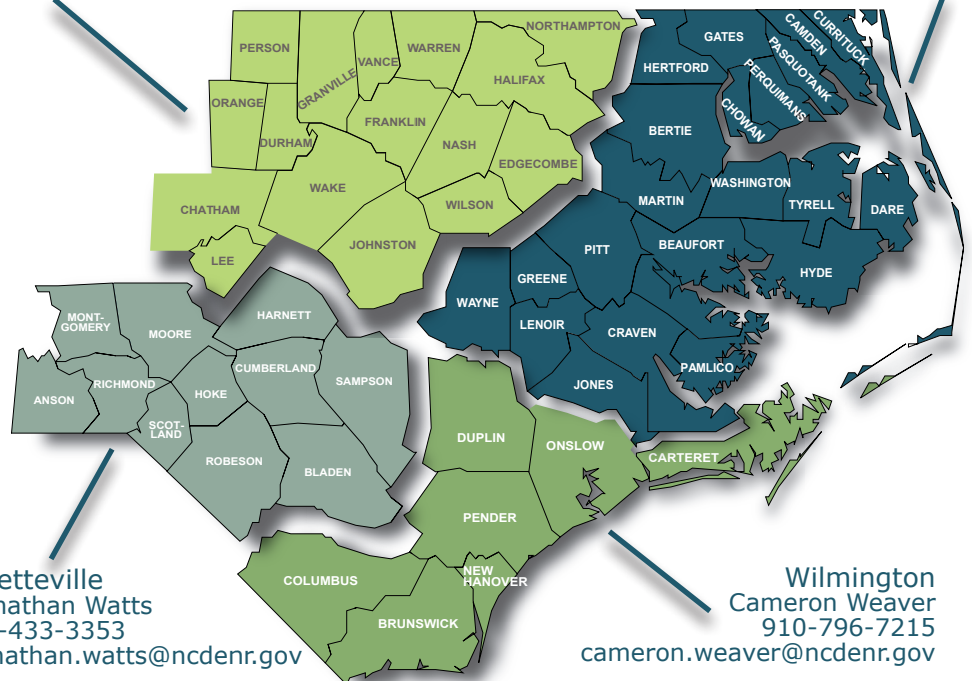 NORTHAMPTON
PERSON
VANCE
WARREN
GRANVILLE
HALIFAX
ORANGE
DURHAM
FRANKLIN
NASH
EDGECOMBE
WAKE
WILSON
CHATHAM
LEE
JOHNSTON
GATES
CAMDEN
CURRITUCK
PASQUOTANK
HERTFORD
PERQUIMANS
CHOWAN
BERTIE
WASHINGTON
MARTIN
TYRELL
DARE
PITT
BEAUFORT
HYDE
GREENE
WAYNE
LENOIR
CRAVEN
PAMLICO
JONES
MONT-
GOMERY
MOORE
HARNETT
RICHMOND
CUMBERLAND
SAMPSON
ANSON
HOKE
SCOT-
LAND
ROBESON
BLADEN
DUPLIN
ONSLOW
CARTERET
PENDER
COLUMBUS
NEW
HANOVER
BRUNSWICK
etteville
nathan Watts
-433-3353
nathan.watts@ncdenr.gov
Wilmington
Cameron Weaver
910-796-7215
cameron.weaver@ncdenr.gov